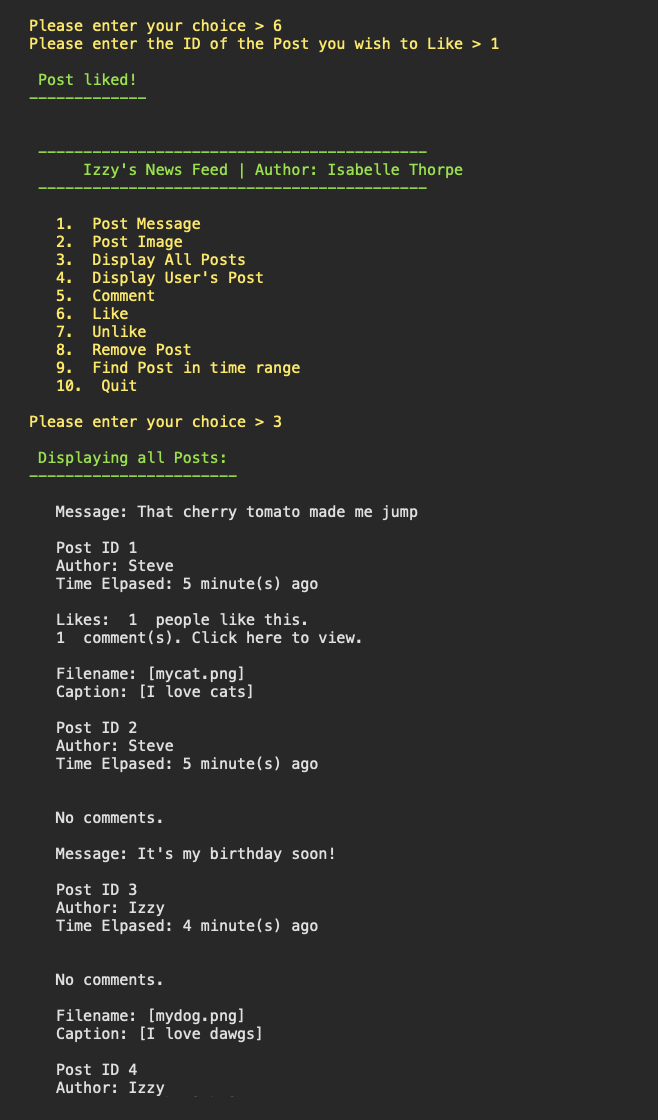 Please enter your choice > 6
Please enter the ID of the Post you wish to Like > 1
Post liked!
-------------
-------------------------------------------
Izzy's News Feed | Author: Isabelle Thorpe
-------------------------------------------
1.  Post Message
2.  Post Image
3.  Display All Posts
4.  Display User's Post
5.  Comment
6.  Like
7.  Unlike
8.  Remove Post
9.  Find Post in time range
10.  Quit
Please enter your choice > 3
Displaying all Posts:
-----------------------
Message: That cherry tomato made me jump
Post ID 1
Author: Steve
Time Elpased: 5 minute(s) ago
Likes:  1  people like this.
1  comment(s). Click here to view.
Filename: [mycat.png]
Caption: [I love cats]
Post ID 2
Author: Steve
Time Elpased: 5 minute(s) ago
No comments.
Message: It's my birthday soon!
Post ID 3
Author: Izzy
Time Elpased: 4 minute(s) ago
No comments.
Filename: [mydog.png]
Caption: [I love dawgs]
Post ID 4
Author: Izzy